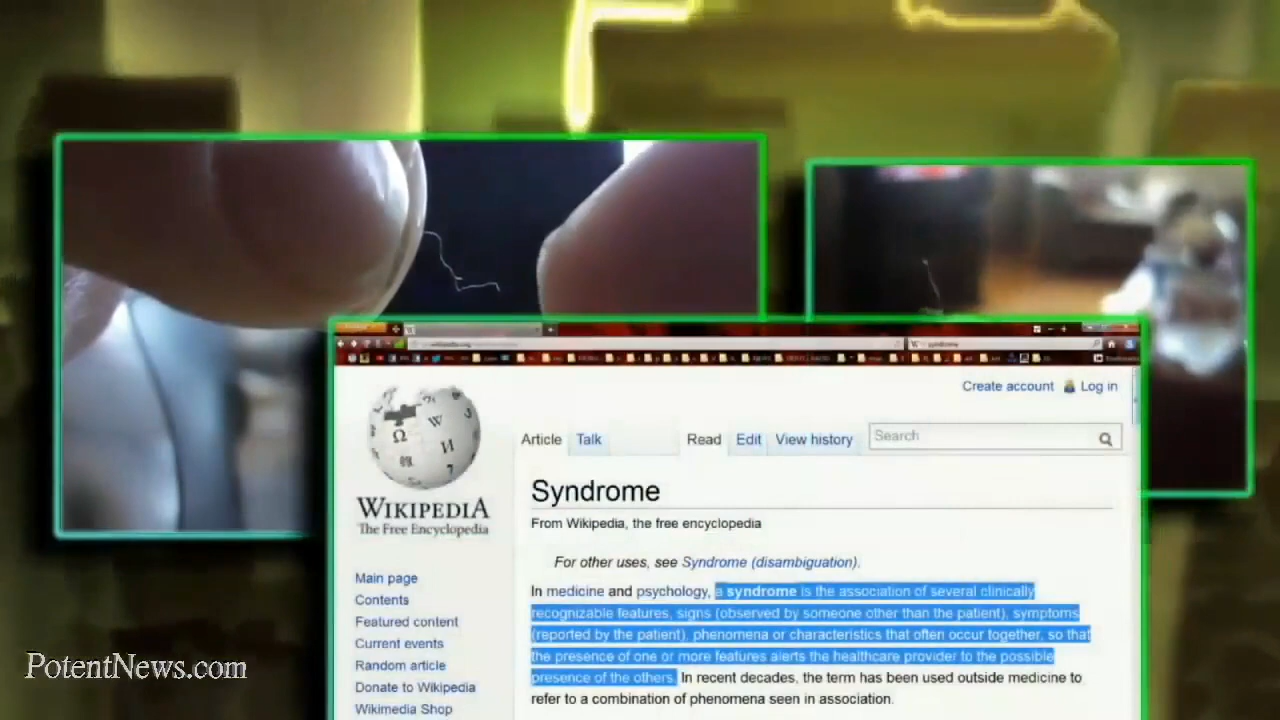 syndrome
Create account Log in
Article Talk Read Edit View history Search
WIKIPEDIA
The Free Encyclopedia
Syndrome
From Wikipedia, the free encyclopedia
For other uses, see Syndrome (disambiguation).
In medicine and psychology, a syndrome is the association of several clinically
recognizable features, signs (observed by someone other than the patient), symptoms
(reported by the patient), phenomena or characteristics that often occur together, so that
the presence of one or more features alerts the healthcare provider to the possible
presence of the others. In recent decades, the term has been used outside medicine to
refer to a combination of phenomena seen in association.
Main page
Contents
Featured content
Current events
Random article
Donate to Wikipedia
Wikimedia Shop
PotentNews.com